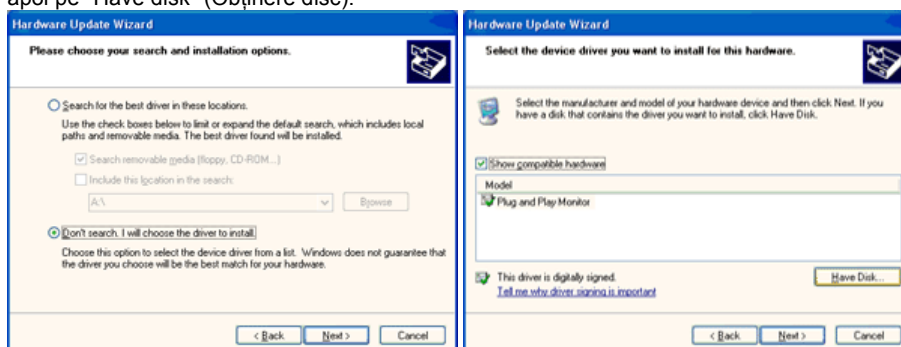 apoi pe "Have disk" (Obținere disc).
Hardware Update Wizard
Please choose your search and installation options.
Search for the best driver in these locations.
Use the check boxes below to limit or expand the default search, which includes local
paths and removable media. The best driver found will be installed.
Search removable media (floppy, CD-ROM...)
Include this location in the search:
A:\
Browse
Don't search. I will choose the driver to install.
Choose this option to select the device driver from a list. Windows does not guarantee that
the driver you choose will be the best match for your hardware.
< Back
Next >
Cancel
Hardware Update Wizard
Select the device driver you want to install for this hardware.
Select the manufacturer and model of your hardware device and then click Next. If you
have a disk that contains the driver you want to install, click Have Disk.
Show compatible hardware
Model
Plug and Play Monitor
This driver is digitally signed.
Tell me why driver signing is important
Have Disk...
< Back
Next >
Cancel